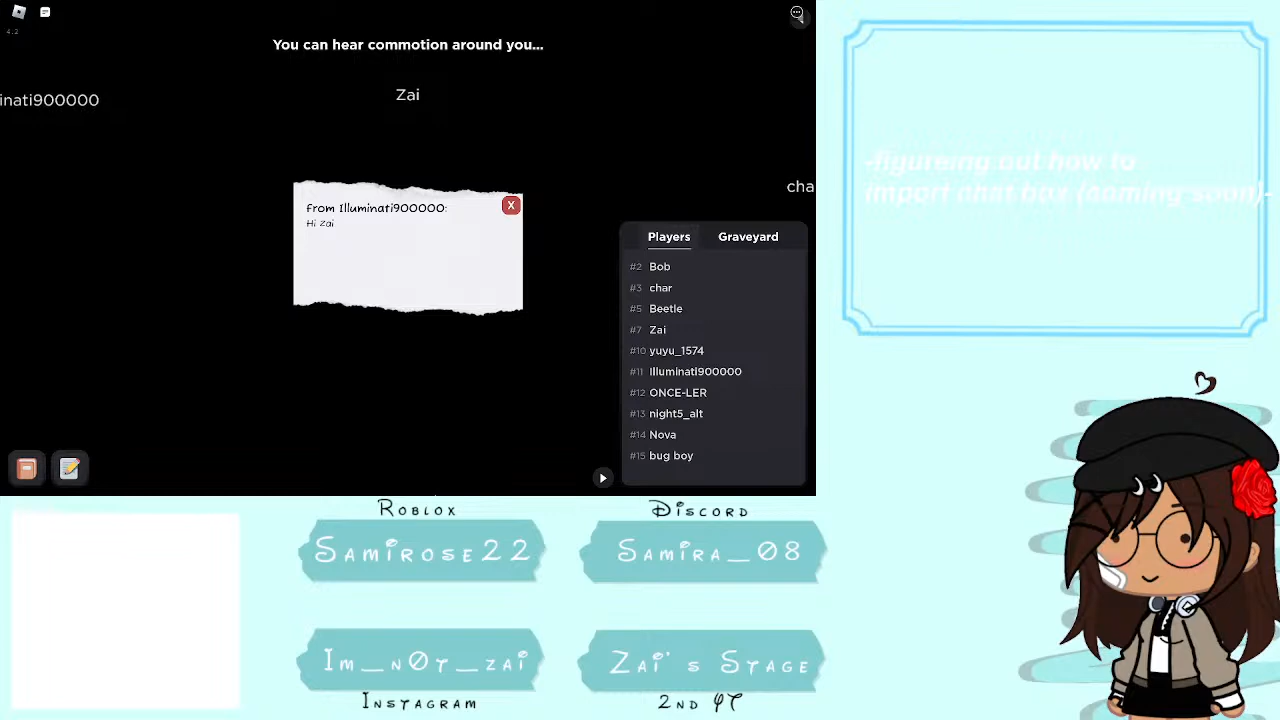 4.2
You can hear commotion around you...
inati900000
Zai
cha
from Illuminati900000:
Hi Zai
X
Players
Graveyard
#2 Bob
#3 char
#5 Beetle
#7 Zai
#10 yuyu_1574
#11 Illuminati900000
#12 ONCE-LER
#13 night5_alt
#14 Nova
#15 bug boy
-figureing out how to
import chat box (coming soon)-
Roblox
Samirose22
Discord
Samira_08
Im_n0t_zai
Instagram
Zai's Stage
2nd YT